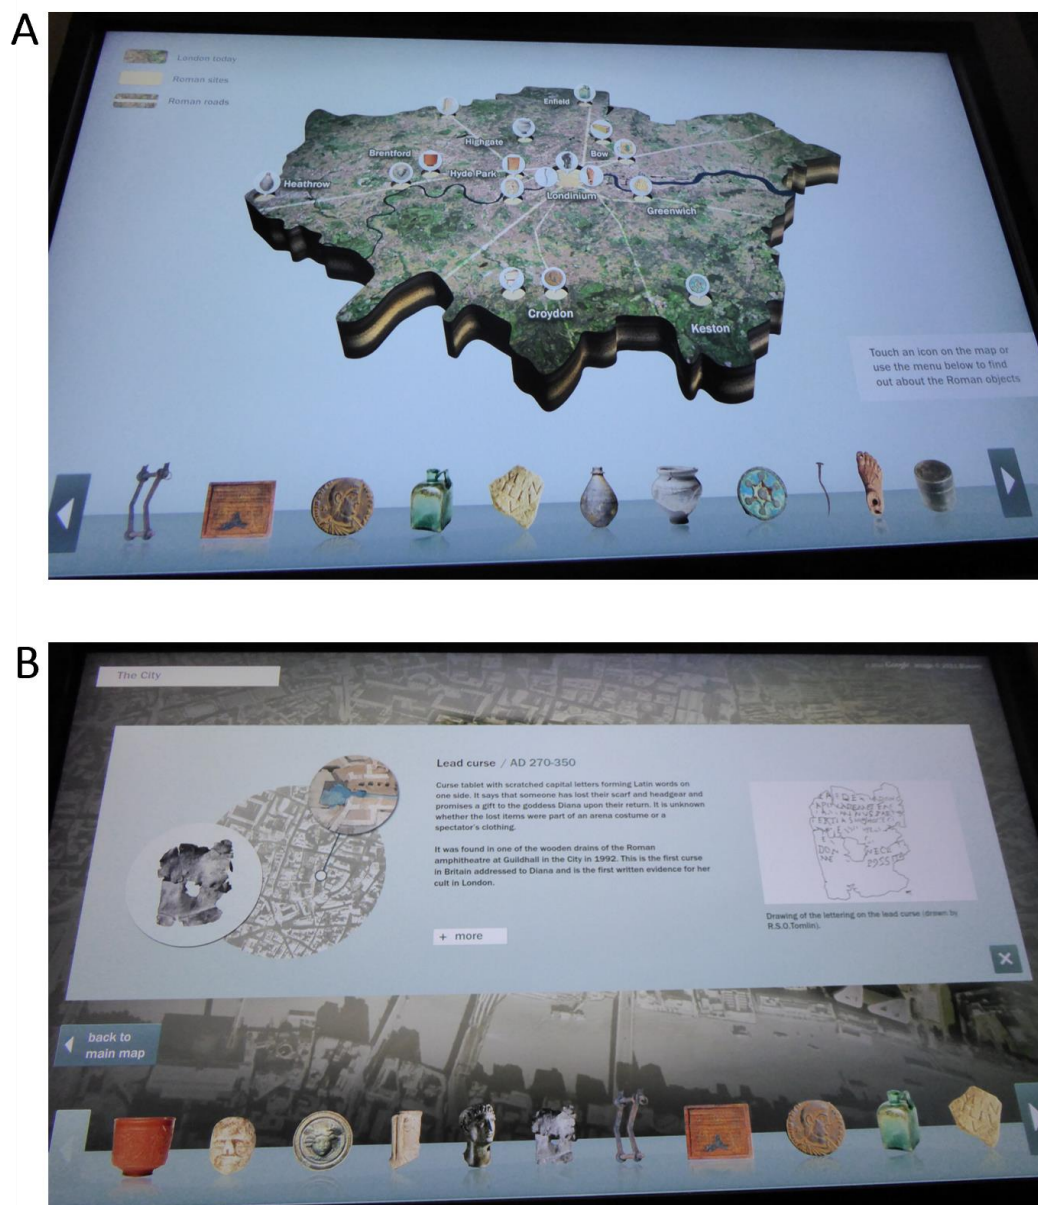 A
London today
Roman sites
Roman roads
Enfield
Highgate
Bow
Brentford
Hyde Park
Heathrow
Londinium
Greenwich
Croydon
Keston
Touch an icon on the map or
use the menu below to find
out about the Roman objects
B
The City
Google
Lead curse / AD 270-350
Curse tablet with scratched capital letters forming Latin words on
one side. It says that someone has lost their scarf and headgear and
promises a gift to the goddess Diana upon their return. It is unknown
whether the lost items were part of an arena costume or a
spectator's clothing.
It was found in one of the wooden drains of the Roman
amphitheatre at Guildhall in the City in 1992. This is the first curse
in Britain addressed to Diana and is the first written evidence for her
cult in London.
+ more
Drawing of the lettering on the lead curse (drawn by
R.S.O.Tomlin).
back to
main map